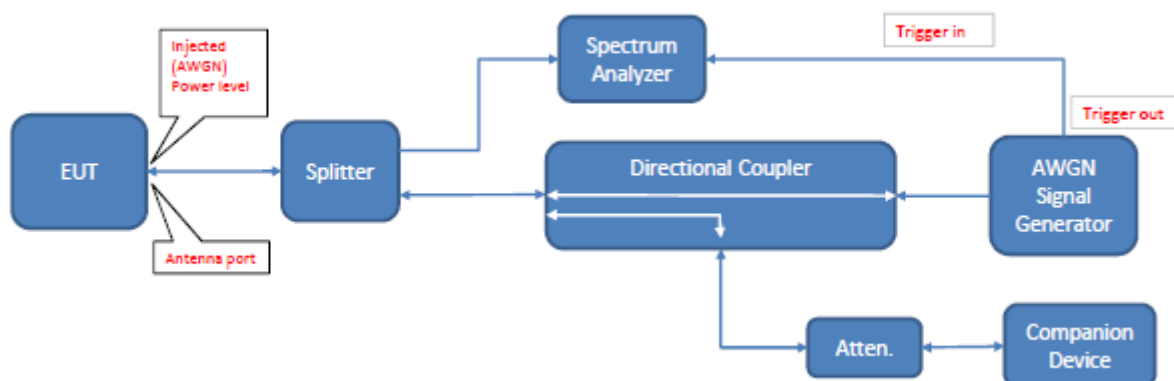 Injected
(AWGN)
Power level
EUT
Antenna port
Splitter
Spectrum
Analyzer
Trigger in
Trigger out
Directional Coupler
AWGN
Signal
Generator
Atten.
Companion
Device